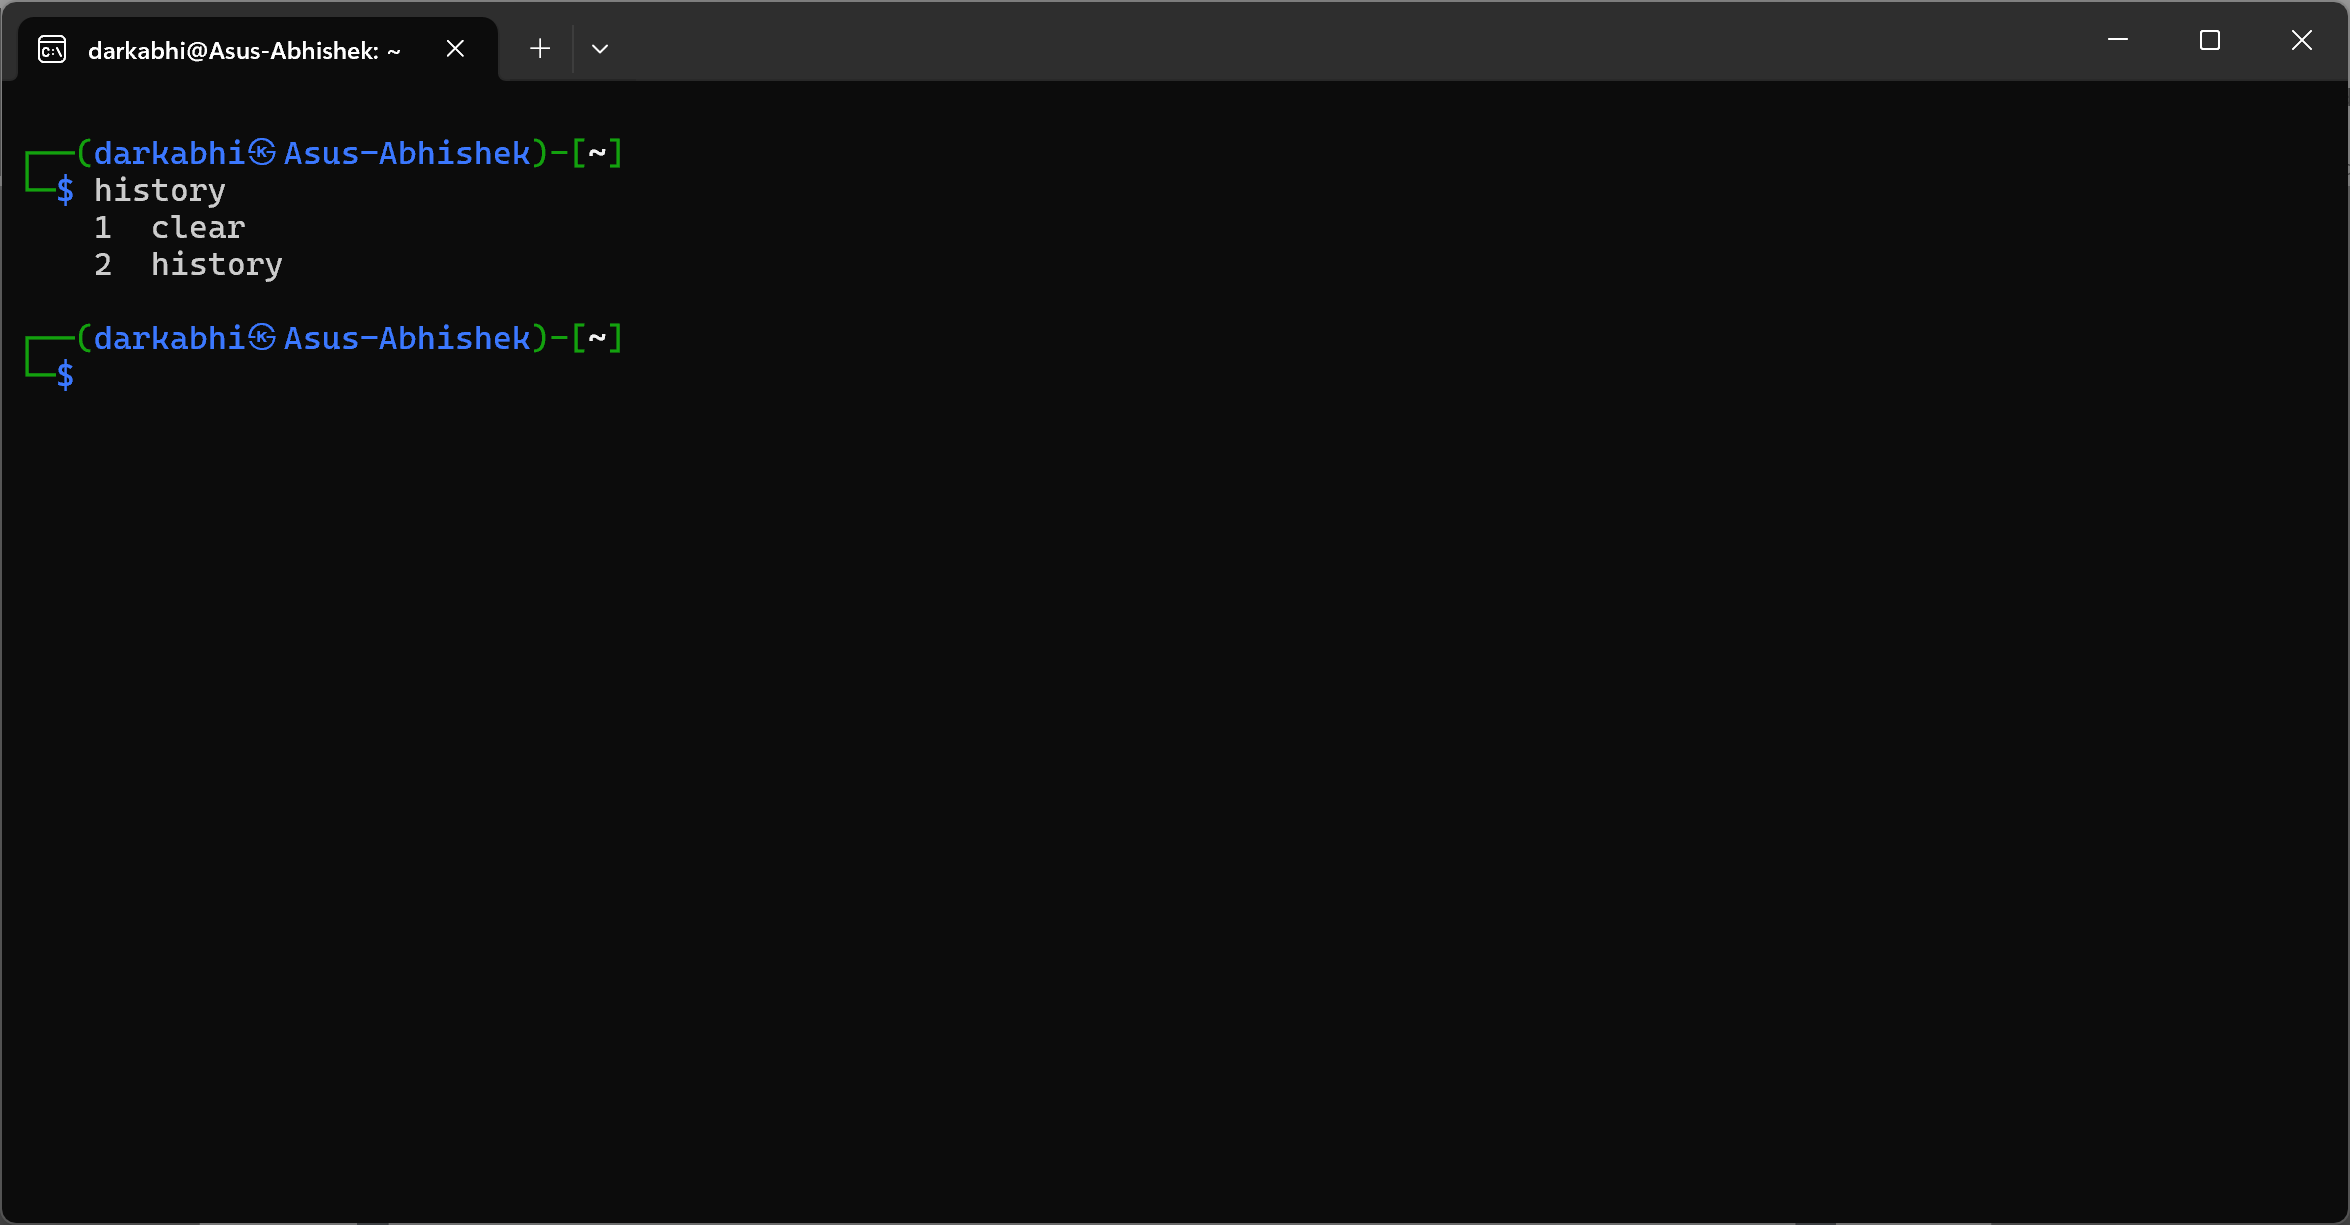 darkabhi@Asus-Abhishek: ~
┌──(darkabhi㉿Asus-Abhishek)-[~]
└─$ history
    1  clear
    2  history
┌──(darkabhi㉿Asus-Abhishek)-[~]
└─$